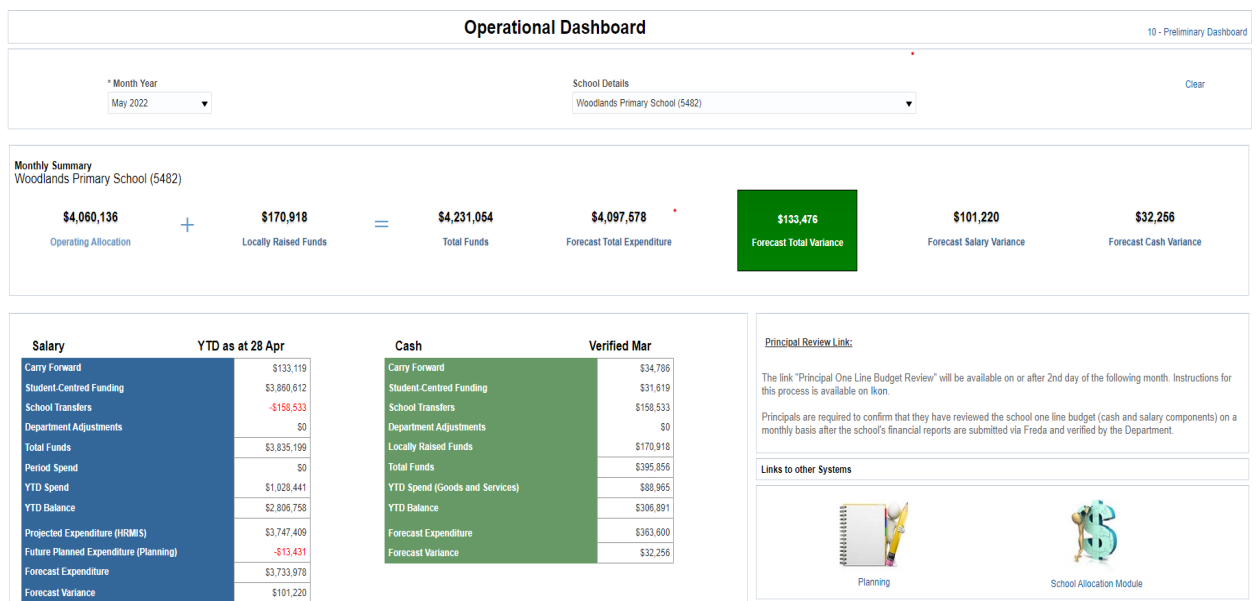 Operational Dashboard
10 - Preliminary Dashboard
* Month Year
May 2022
School Details
Woodlands Primary School (5482)
Clear
Monthly Summary
Woodlands Primary School (5482)
$4,060,136 + $170,918 = $4,231,054 $4,097,578 * $133,476 $101,220 $32,256
Operating Allocation Locally Raised Funds Total Funds Forecast Total Expenditure Forecast Total Variance Forecast Salary Variance Forecast Cash Variance
Salary YTD as at 28 Apr
Carry Forward $133,119
Student-Centred Funding $3,860,612
School Transfers -$158,533
Department Adjustments $0
Total Funds $3,835,199
Period Spend $0
YTD Spend $1,028,441
YTD Balance $2,806,758
Projected Expenditure (HRMIS) $3,747,409
Future Planned Expenditure (Planning) -$13,431
Forecast Expenditure $3,733,978
Forecast Variance $101,220
Cash Verified Mar
Carry Forward $34,786
Student-Centred Funding $31,619
School Transfers $158,533
Department Adjustments $0
Locally Raised Funds $170,918
Total Funds $395,856
YTD Spend (Goods and Services) $88,965
YTD Balance $306,891
Forecast Expenditure $363,600
Forecast Variance $32,256
Principal Review Link:
The link "Principal One Line Budget Review" will be available on or after 2nd day of the following month. Instructions for
this process is available on Ikon.
Principals are required to confirm that they have reviewed the school one line budget (cash and salary components) on a
monthly basis after the school's financial reports are submitted via Freda and verified by the Department.
Links to other Systems
Planning
School Allocation Module